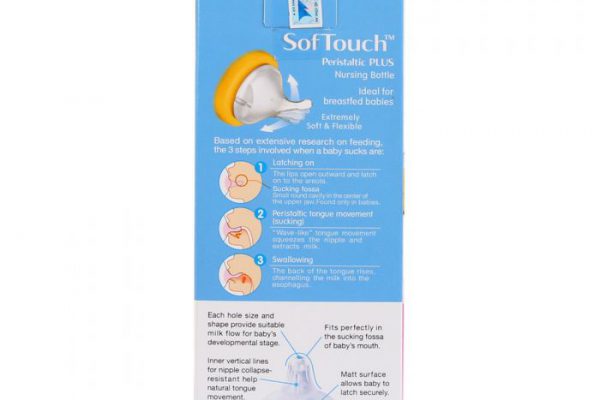 SofTouch™
Peristaltic PLUS
Nursing Bottle
Ideal for
breastfed babies
Extremely
Soft & Flexible
Based on extensive research on feeding,
the 3 steps involved when a baby sucks are:
1 Latching on
The lips open outward and latch
on to the areola.
Sucking fossa
Small round cavity in the center of
the upper jaw. Found only in babies.
2 Peristaltic tongue movement
(sucking)
"Wave-like" tongue movement
squeezes the nipple and
extracts milk.
3 Swallowing
The back of the tongue rises,
channelling the milk into the
esophagus.
Each hole size and
shape provide suitable
milk flow for baby's
developmental stage.
Fits perfectly in
the sucking fossa
of baby's mouth.
Inner vertical lines
for nipple collapse-
resistant help
natural tongue
movement.
Matt surface
allows baby to
latch securely.